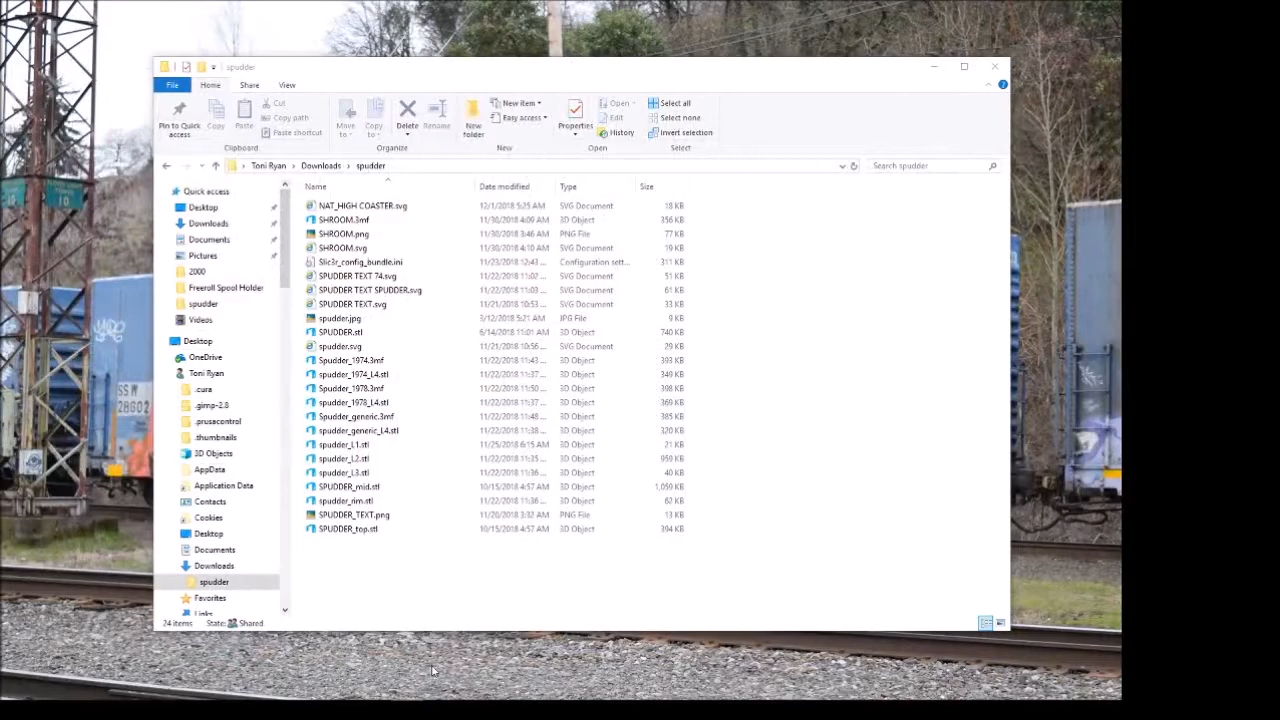 spudder
File Home Share View
Pin to Quick access
Copy
Paste
Cut
Copy path
Paste shortcut
Clipboard
Move to
Copy to
Delete
Rename
Organize
New folder
New item
Easy access
New
Properties
Open
Edit
History
Open
Select all
Select none
Invert selection
Select
Toni Ryan > Downloads > spudder
Search spudder
Quick access
Desktop
Downloads
Documents
Pictures
2000
Freeroll Spool Holder
spudder
Videos
Desktop
OneDrive
Toni Ryan
.cura
.gimp-2.8
.prusacontrol
.thumbnails
3D Objects
AppData
Application Data
Contacts
Cookies
Desktop
Documents
Downloads
spudder
Favorites
Links
Name Date modified Type Size
NAT_HIGH COASTER.svg 12/1/2018 5:25 AM SVG Document 18 KB
SHROOM.3mf 11/30/2018 4:09 AM 3D Object 356 KB
SHROOM.png 11/30/2018 3:46 AM PNG File 77 KB
SHROOM.svg 11/30/2018 4:10 AM SVG Document 19 KB
Slic3r_config_bundle.ini 11/23/2018 12:43 ... Configuration sett... 311 KB
SPUDDER TEXT 74.svg 11/22/2018 11:02 ... SVG Document 51 KB
SPUDDER TEXT SPUDDER.svg 11/22/2018 11:03 ... SVG Document 61 KB
SPUDDER TEXT.svg 11/21/2018 10:53 ... SVG Document 33 KB
spudder.jpg 3/12/2018 5:21 AM JPG File 9 KB
SPUDDER.stl 6/14/2018 11:01 AM 3D Object 740 KB
spudder.svg 11/21/2018 10:56 ... SVG Document 29 KB
Spudder_1974.3mf 11/22/2018 11:43 ... 3D Object 393 KB
spudder_1974_L4.stl 11/22/2018 11:37 ... 3D Object 349 KB
Spudder_1978.3mf 11/22/2018 11:50 ... 3D Object 398 KB
spudder_1978_L4.stl 11/22/2018 11:37 ... 3D Object 369 KB
Spudder_generic.3mf 11/22/2018 11:48 ... 3D Object 385 KB
spudder_generic_L4.stl 11/22/2018 11:38 ... 3D Object 320 KB
spudder_L1.stl 11/25/2018 6:15 AM 3D Object 21 KB
spudder_L2.stl 11/22/2018 11:35 ... 3D Object 950 KB
spudder_L3.stl 11/22/2018 11:36 ... 3D Object 40 KB
SPUDDER_mid.stl 10/15/2018 4:57 AM 3D Object 1,059 KB
spudder_rim.stl 11/22/2018 11:36 ... 3D Object 62 KB
SPUDDER_TEXT.png 11/20/2018 3:32 AM PNG File 13 KB
SPUDDER_top.stl 10/15/2018 4:57 AM 3D Object 394 KB
24 items State: Shared
SSW
28602
10